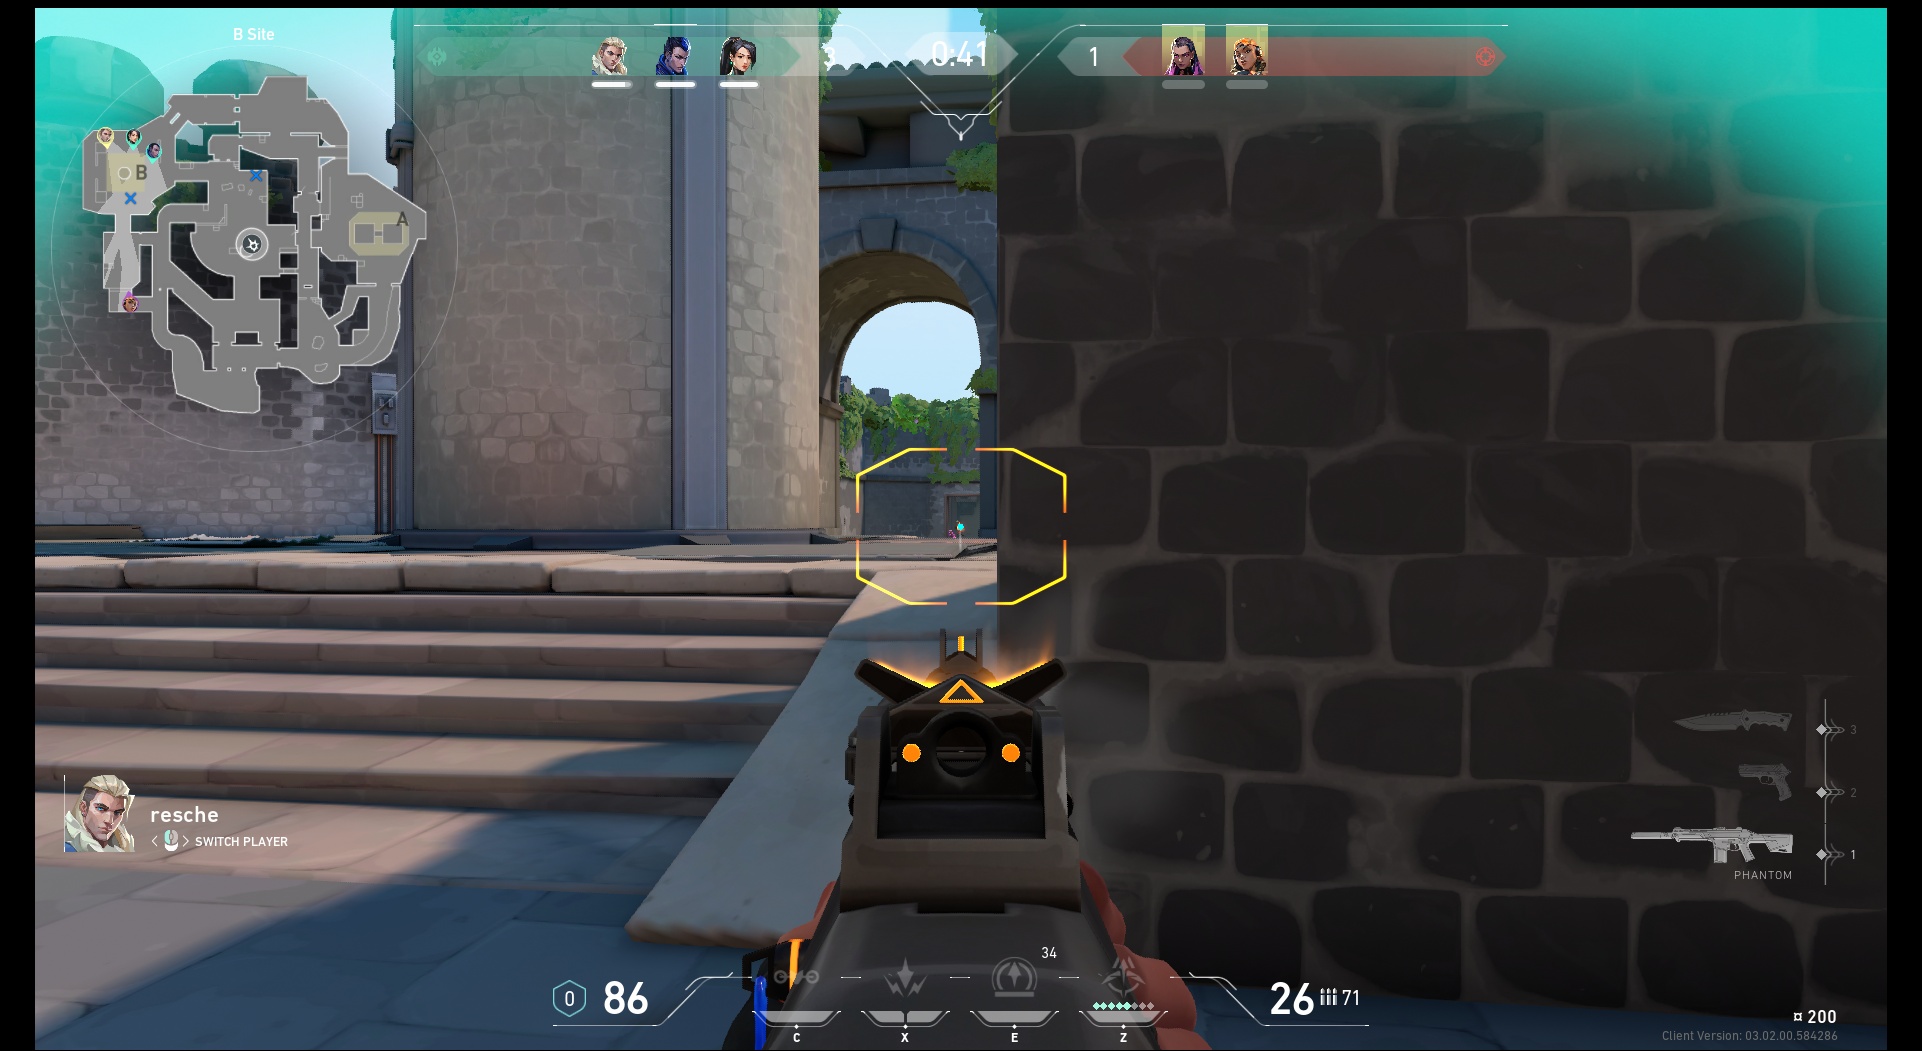 B Site
3
0:41
1
B
A
resche
< > SWITCH PLAYER
3
2
1
PHANTOM
34
0
86
26
71
C
X
E
Z
¤ 200
Client Version: 03.02.00.584286